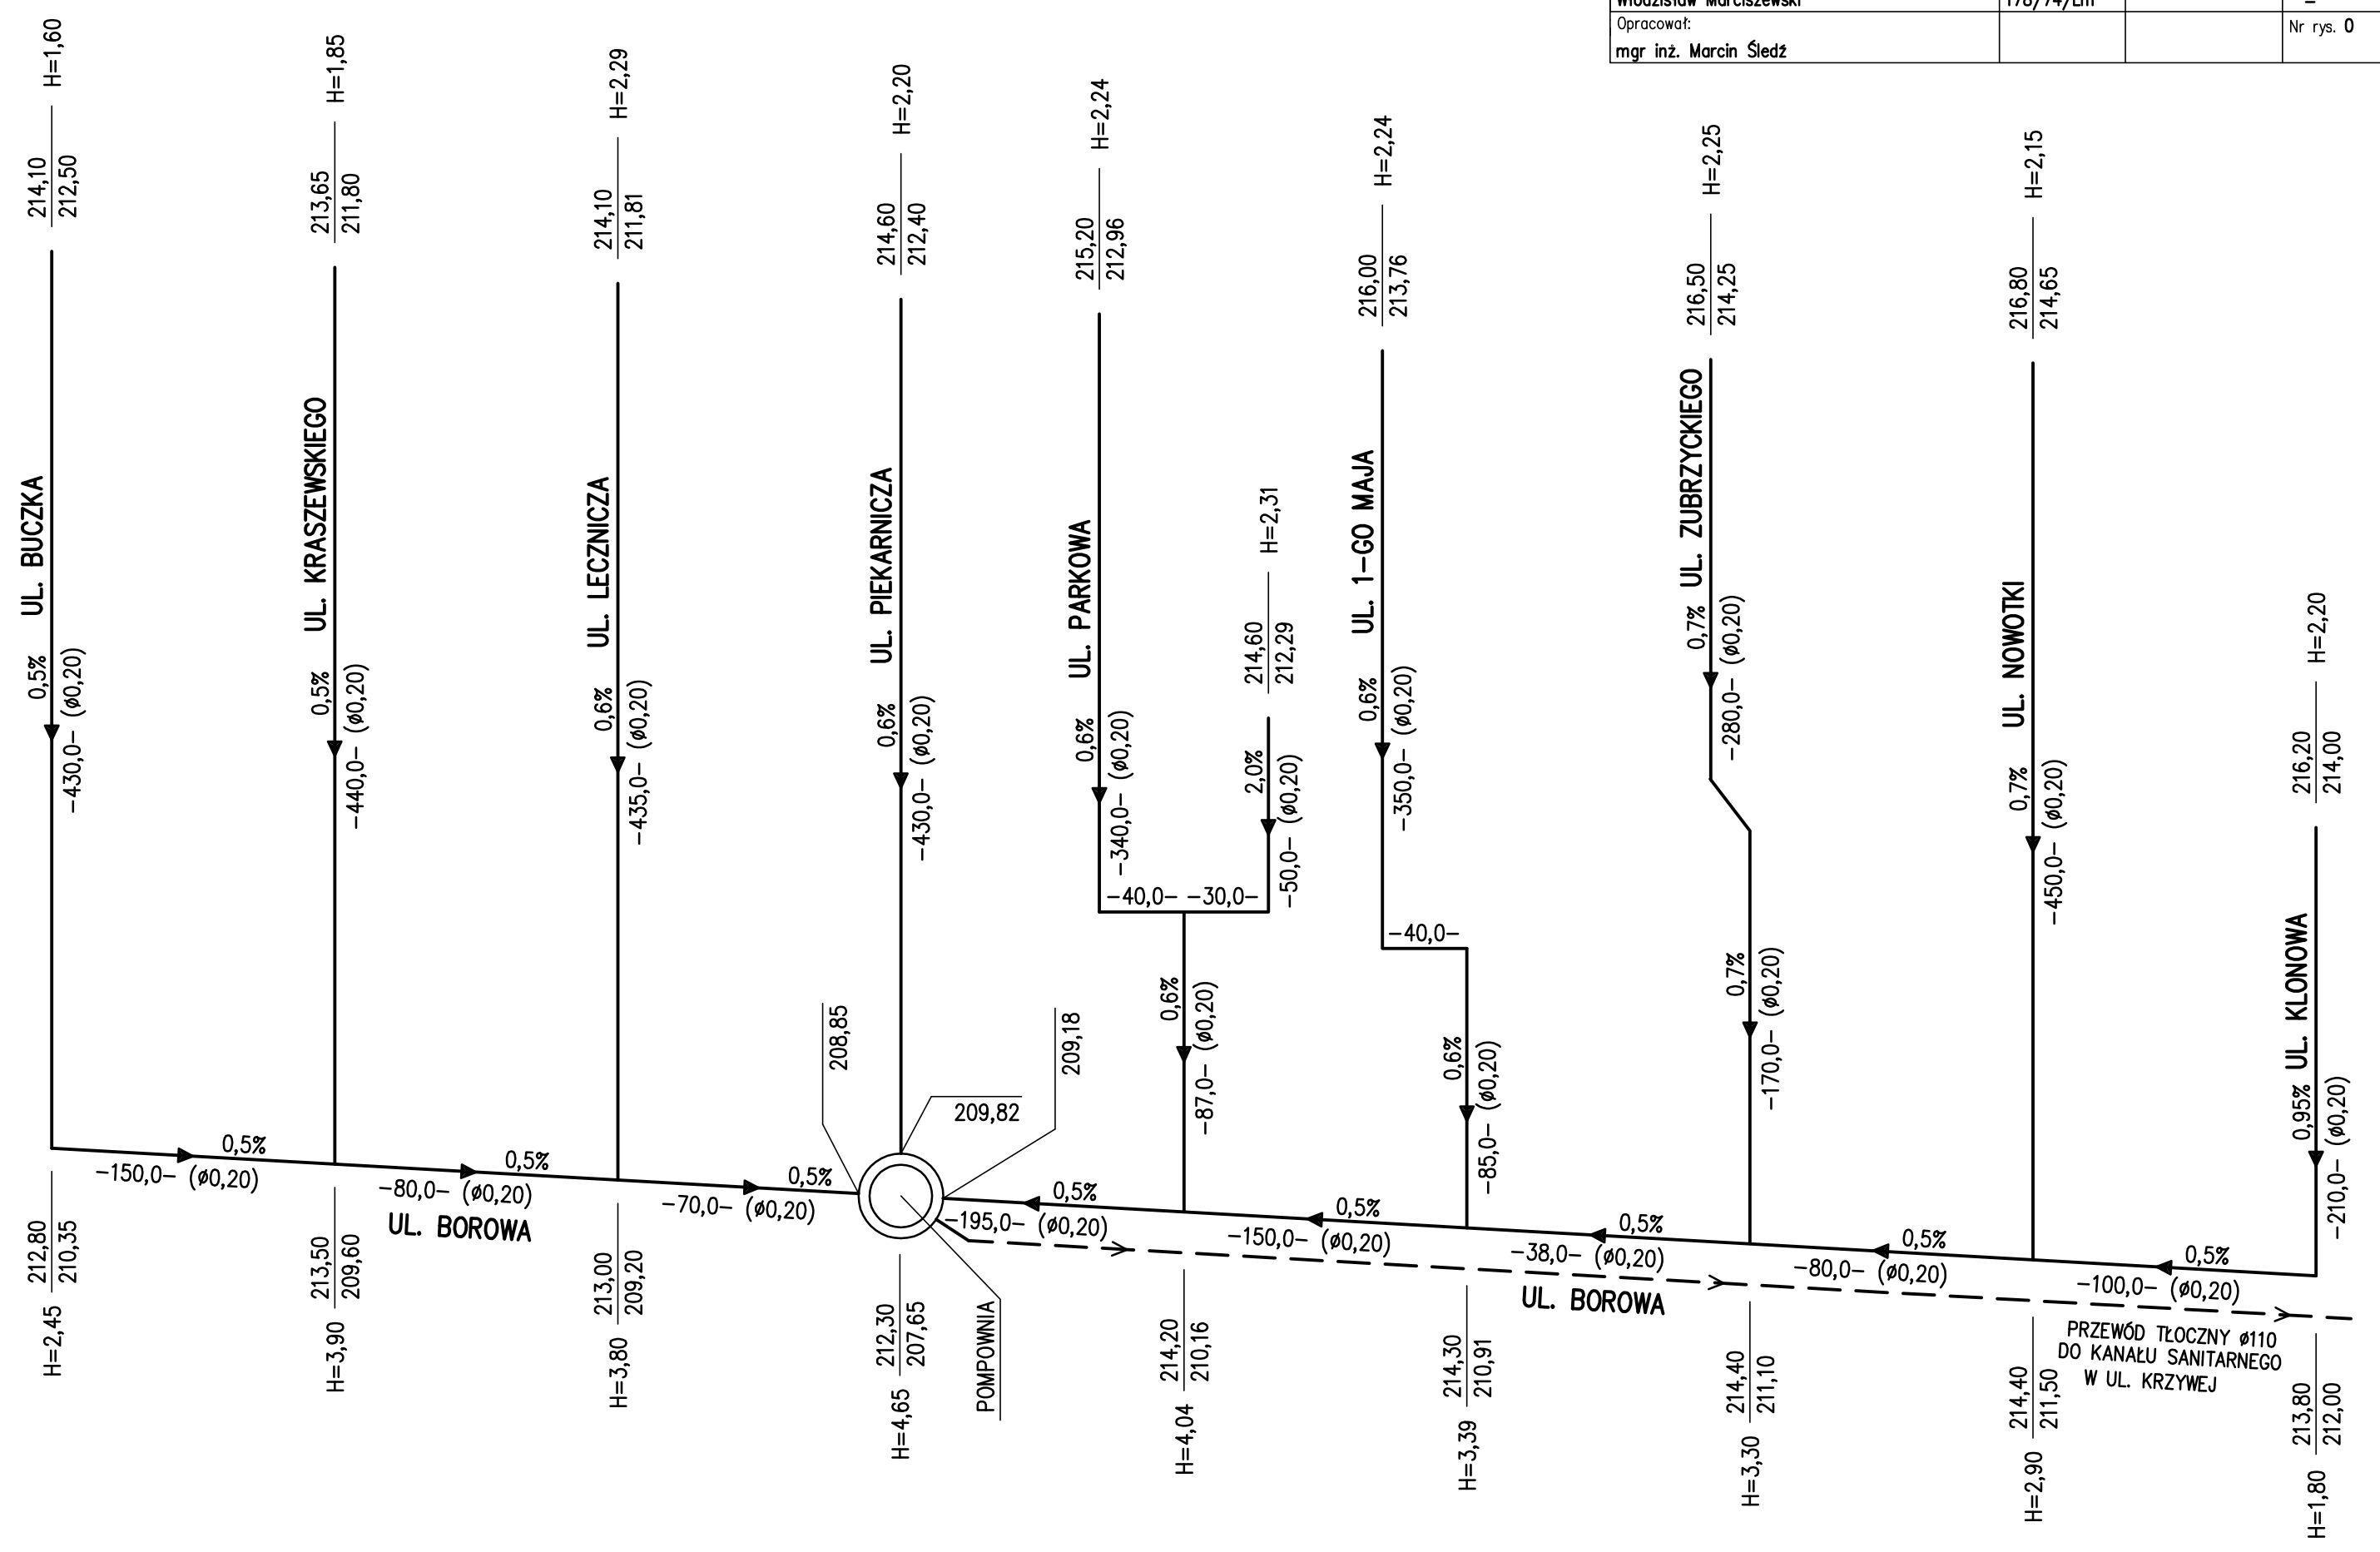 Włodzisław Marciszewski
178/74/Lm
-
Opracował:
Nr rys. 0
mgr inż. Marcin Śledź
H=1,60
214,10
212,50
UL. BUCZKA
0,5%
-430,0- (ø0,20)
H=1,85
213,65
211,80
UL. KRASZEWSKIEGO
0,5%
-440,0- (ø0,20)
H=2,29
214,10
211,81
UL. LECZNICZA
0,6%
-435,0- (ø0,20)
H=2,20
214,60
212,40
UL. PIEKARNICZA
0,6%
-430,0- (ø0,20)
H=2,24
215,20
212,96
UL. PARKOWA
0,6%
-340,0- (ø0,20)
H=2,31
214,60
212,29
2,0%
-50,0- (ø0,20)
-40,0- -30,0-
0,6%
-87,0- (ø0,20)
H=2,24
216,00
213,76
UL. 1-GO MAJA
0,6%
-350,0- (ø0,20)
-40,0-
0,6%
-85,0- (ø0,20)
H=2,25
216,50
214,25
UL. ZUBRZYCKIEGO
0,7%
-280,0- (ø0,20)
0,7%
-170,0- (ø0,20)
H=2,15
216,80
214,65
UL. NOWOTKI
0,7%
-450,0- (ø0,20)
H=2,20
216,20
214,00
UL. KLONOWA
0,95%
-210,0- (ø0,20)
208,85
209,82
209,18
0,5%
-150,0- (ø0,20)
0,5%
-80,0- (ø0,20)
UL. BOROWA
0,5%
-70,0- (ø0,20)
0,5%
-195,0- (ø0,20)
0,5%
-150,0- (ø0,20)
0,5%
-38,0- (ø0,20)
UL. BOROWA
0,5%
-80,0- (ø0,20)
0,5%
-100,0- (ø0,20)
PRZEWÓD TŁOCZNY ø110
DO KANAŁU SANITARNEGO
W UL. KRZYWEJ
212,80
210,35
H=2,45
213,50
209,60
H=3,90
213,00
209,20
H=3,80
212,30
207,65
H=4,65
POMPOWNIA
214,20
210,16
H=4,04
214,30
210,91
H=3,39
214,40
211,10
H=3,30
214,40
211,50
H=2,90
213,80
212,00
H=1,80